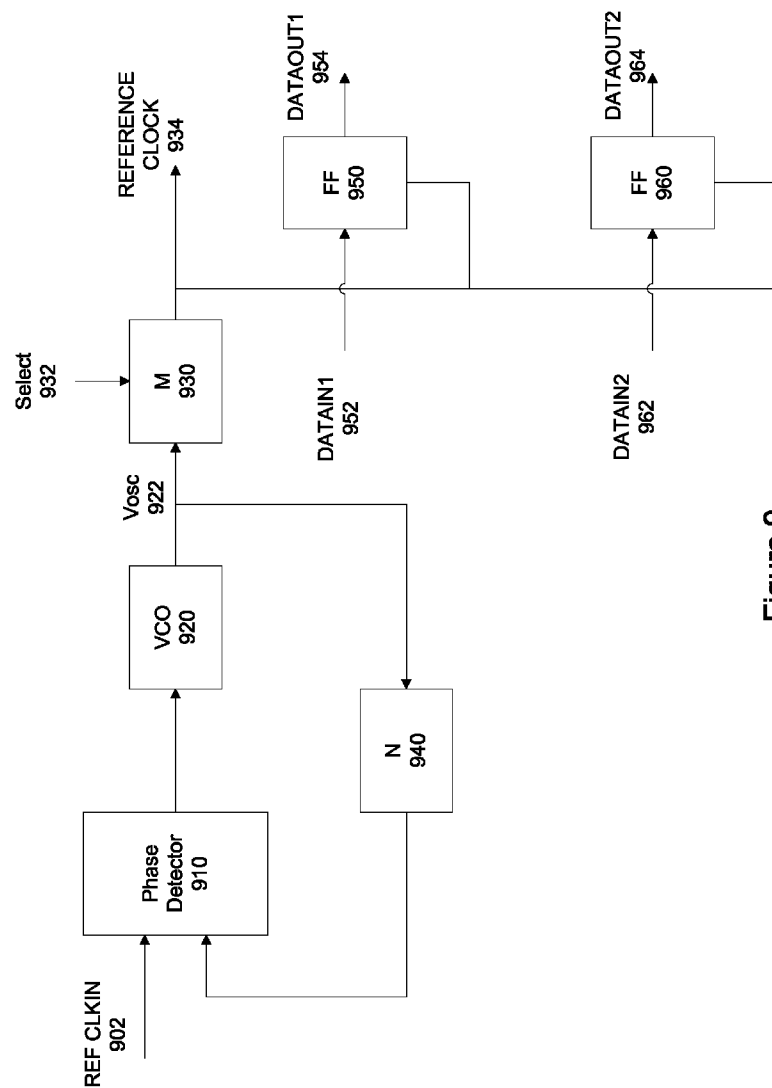 REF CLKIN
902
Phase
Detector
910
VCO
920
Vosc
922
Select
932
M
930
REFERENCE
CLOCK
934
N
940
DATAIN1
952
FF
950
DATAOUT1
954
DATAIN2
962
FF
960
DATAOUT2
964
Figure